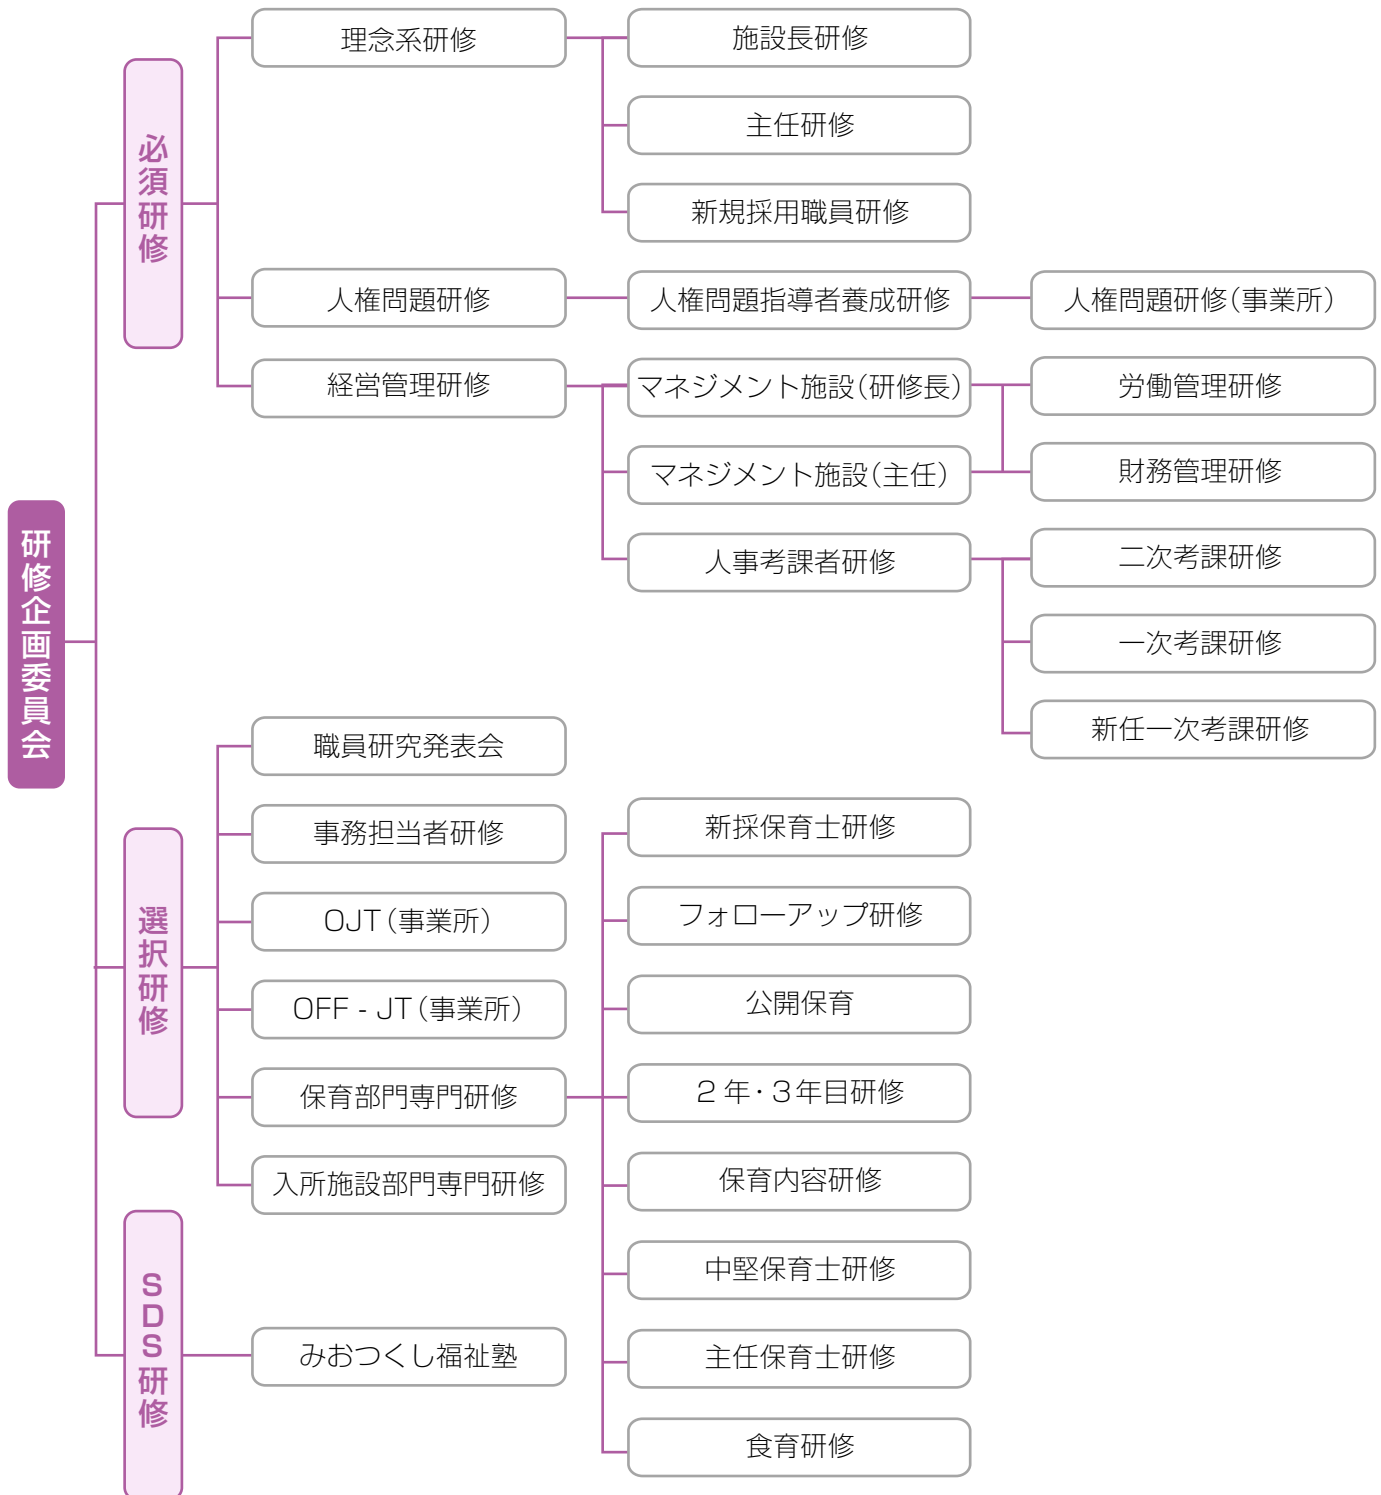 研修企画委員会
必須研修
理念系研修
施設長研修
主任研修
新規採用職員研修
人権問題研修
人権問題指導者養成研修
人権問題研修(事業所)
経営管理研修
マネジメント施設(研修長)
労働管理研修
マネジメント施設(主任)
財務管理研修
人事考課者研修
二次考課研修
一次考課研修
新任一次考課研修
選択研修
職員研究発表会
事務担当者研修
OJT(事業所)
OFF - JT(事業所)
保育部門専門研修
新採保育士研修
フォローアップ研修
公開保育
2年・3年目研修
保育内容研修
中堅保育士研修
主任保育士研修
食育研修
入所施設部門専門研修
SDS研修
みおつくし福祉塾